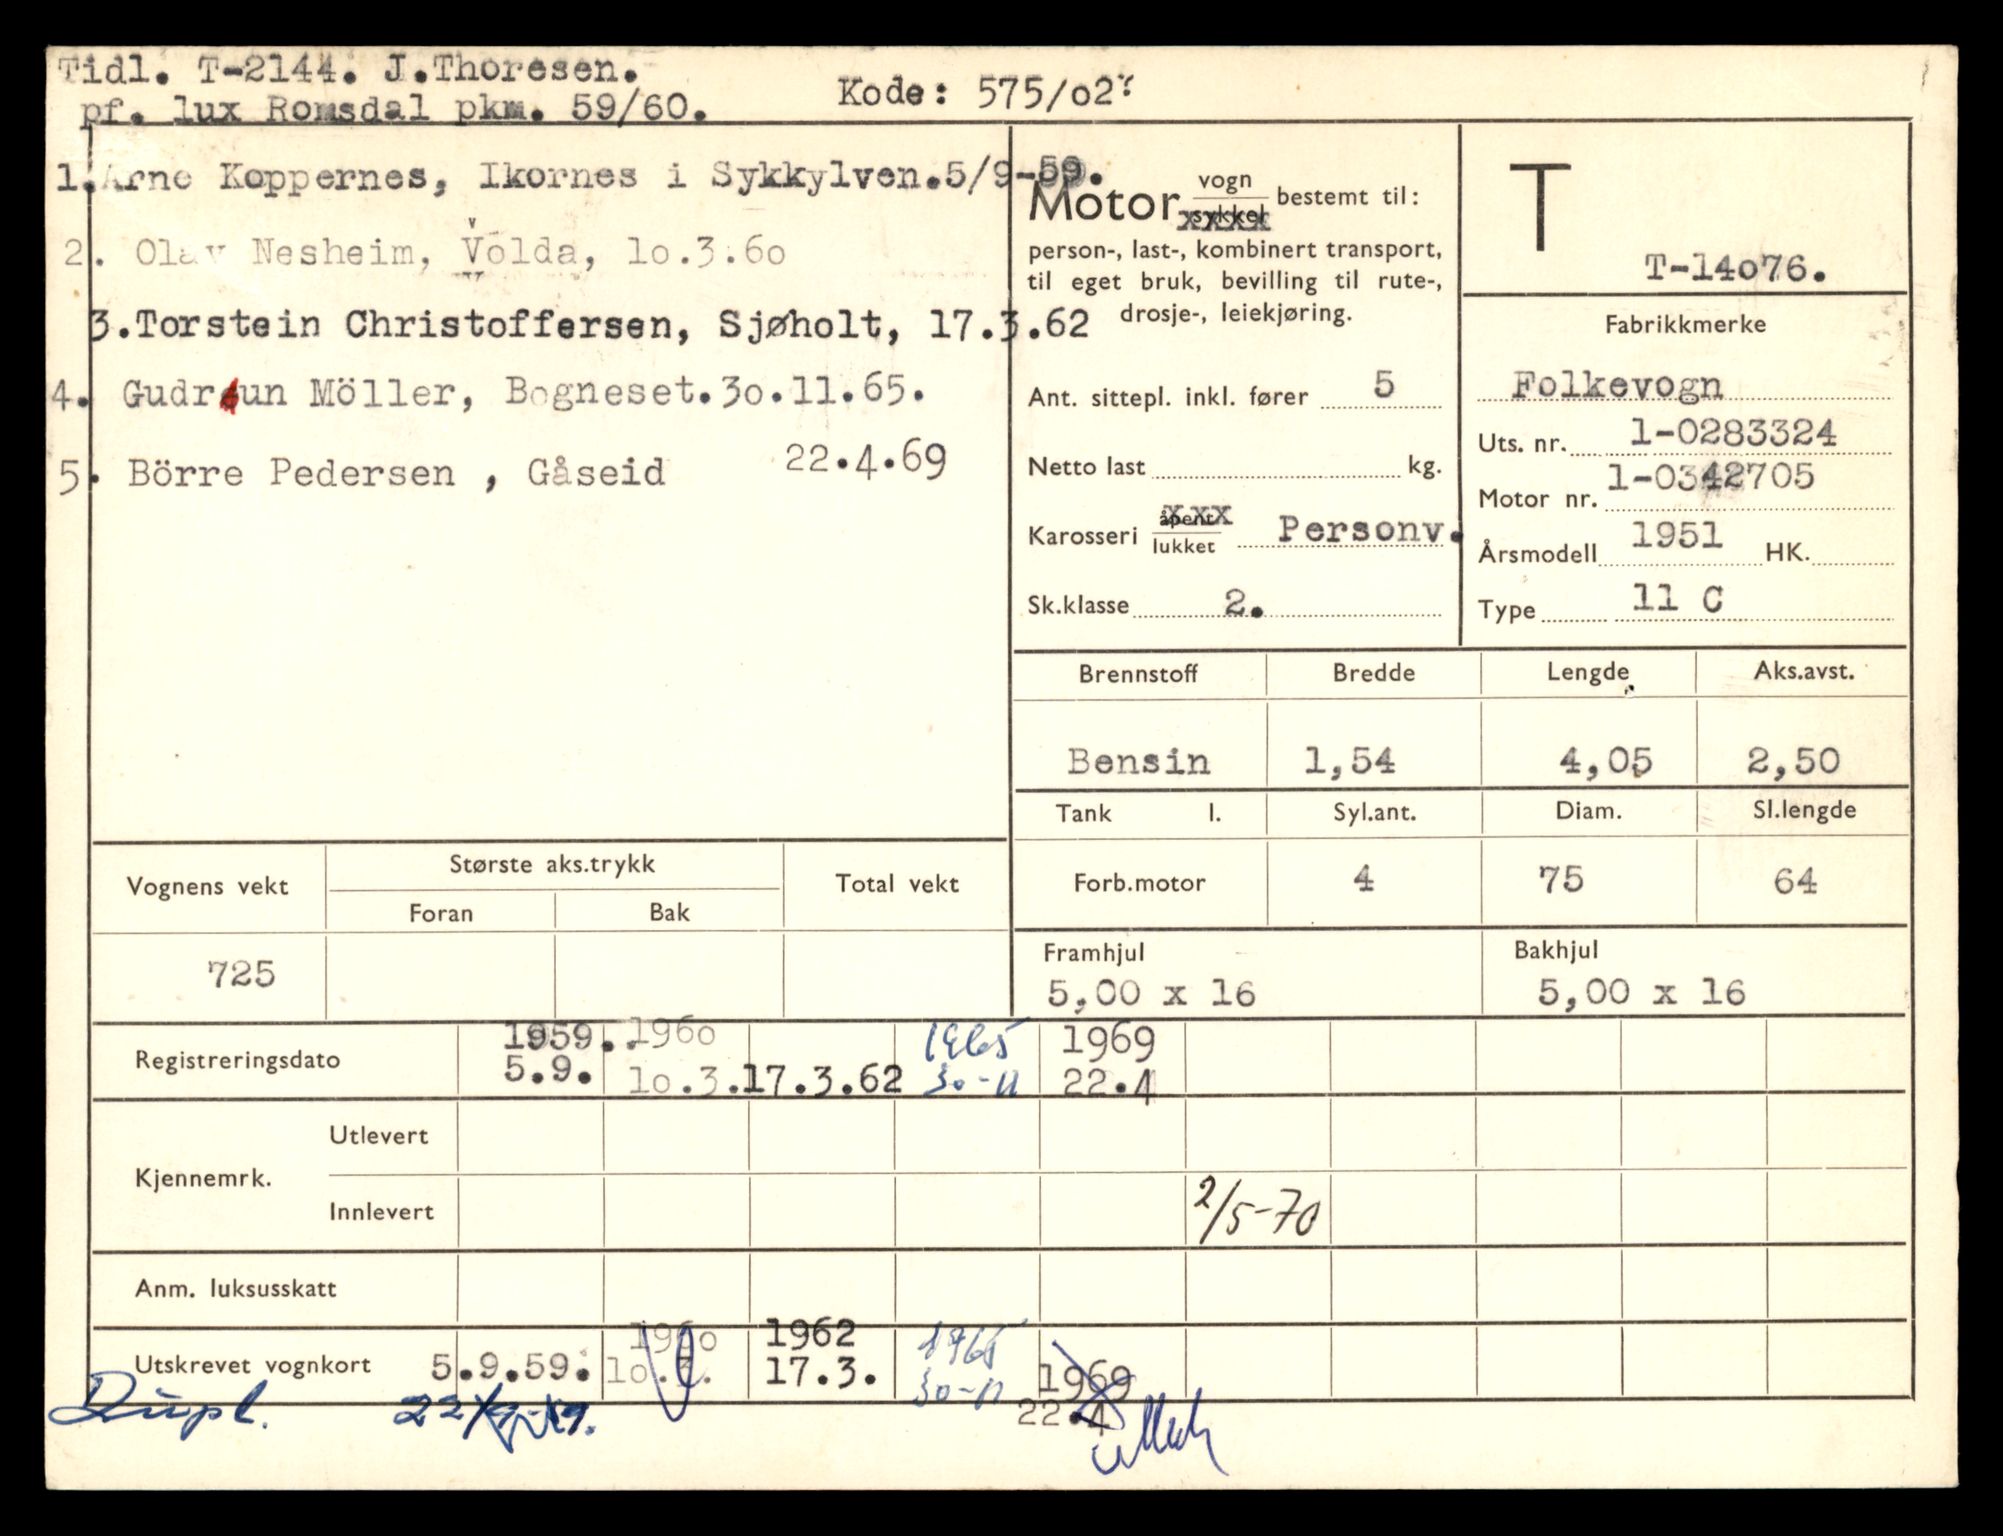 Tidl. T-2144. J.Thoresen.
pf. lux Romsdal pkm. 59/60.
Kode: 575/02
1. Arne Koppernes, Ikornes i Sykkylven.5/9-59.
2. Olav Nesheim, Volda, lo.3.6o
3.Torstein Christoffersen, Sjøholt, 17.3.62
4. Gudrun Möller, Bogneset.3o.11.65.
5. Börre Pedersen , Gåseid 22.4.69
Motor vogn sykkel bestemt til:
person-, last-, kombinert transport,
til eget bruk, bevilling til rute-,
drosje-, leiekjøring.
Ant. sittepl. inkl. fører 5
Netto last kg.
Karosseri åpent lukket Personv.
Sk.klasse 2.
T
T-14o76.
Fabrikkmerke
Folkevogn
Uts. nr. 1-0283324
Motor nr. 1-0342705
Årsmodell 1951 HK.
Type 11 C
Brennstoff Bredde Lengde Aks.avst.
Bensin 1,54 4,05 2,50
Tank l. Syl.ant. Diam. Sl.lengde
Forb.motor 4 75 64
Framhjul Bakhjul
5,00 x 16 5,00 x 16
Vognens vekt Største aks.trykk Total vekt
Foran Bak
725
Registreringsdato
1959. 196o 1965 1969
5.9. lo.3. 17.3.62 30-11 22.4
Kjennemrk. Utlevert
Innlevert 2/5-70
Anm. luksusskatt
196o 1962 1965
Utskrevet vognkort 5.9.59. lo.3. 17.3. 30-11 1969
Dupl. 22.4